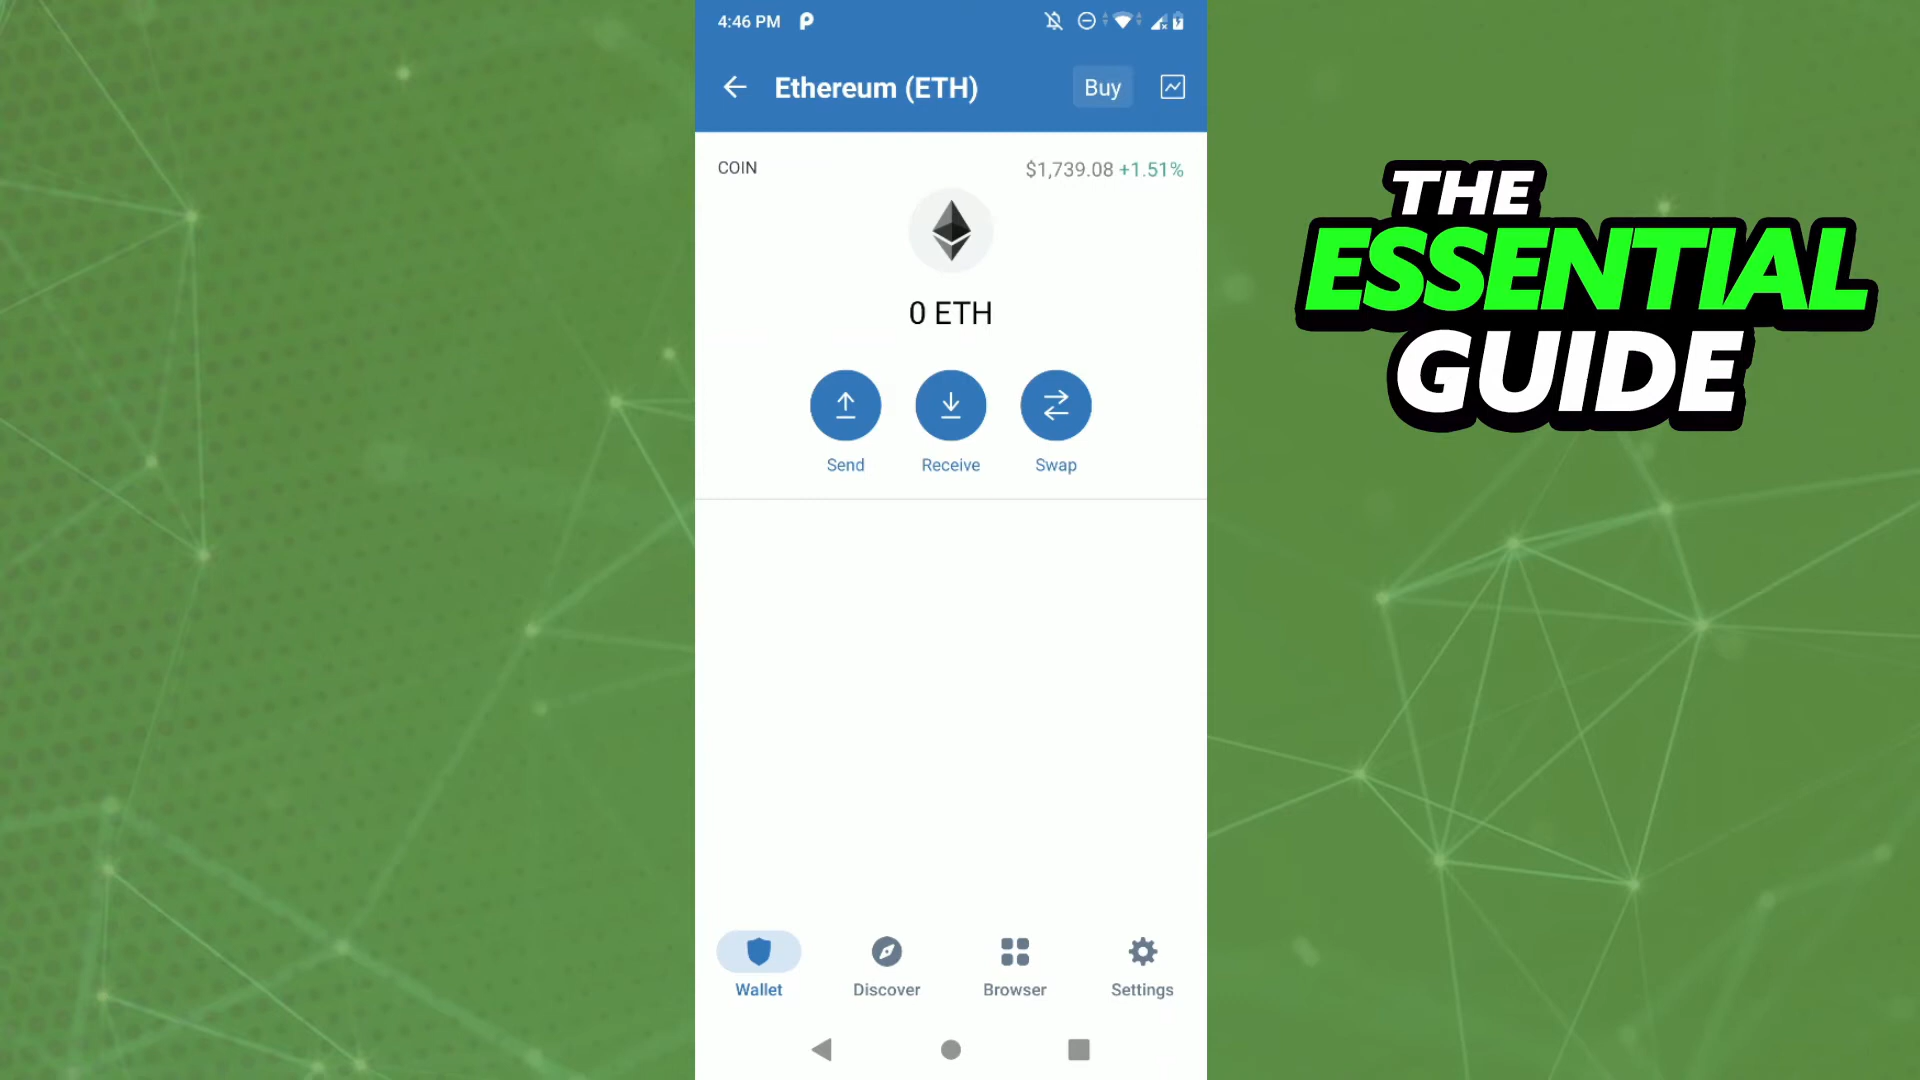 4:46 PM
Ethereum (ETH)
Buy
COIN
$1,739.08 +1.51%
0 ETH
Send
Receive
Swap
Wallet
Discover
Browser
Settings
THE
ESSENTIAL
GUIDE